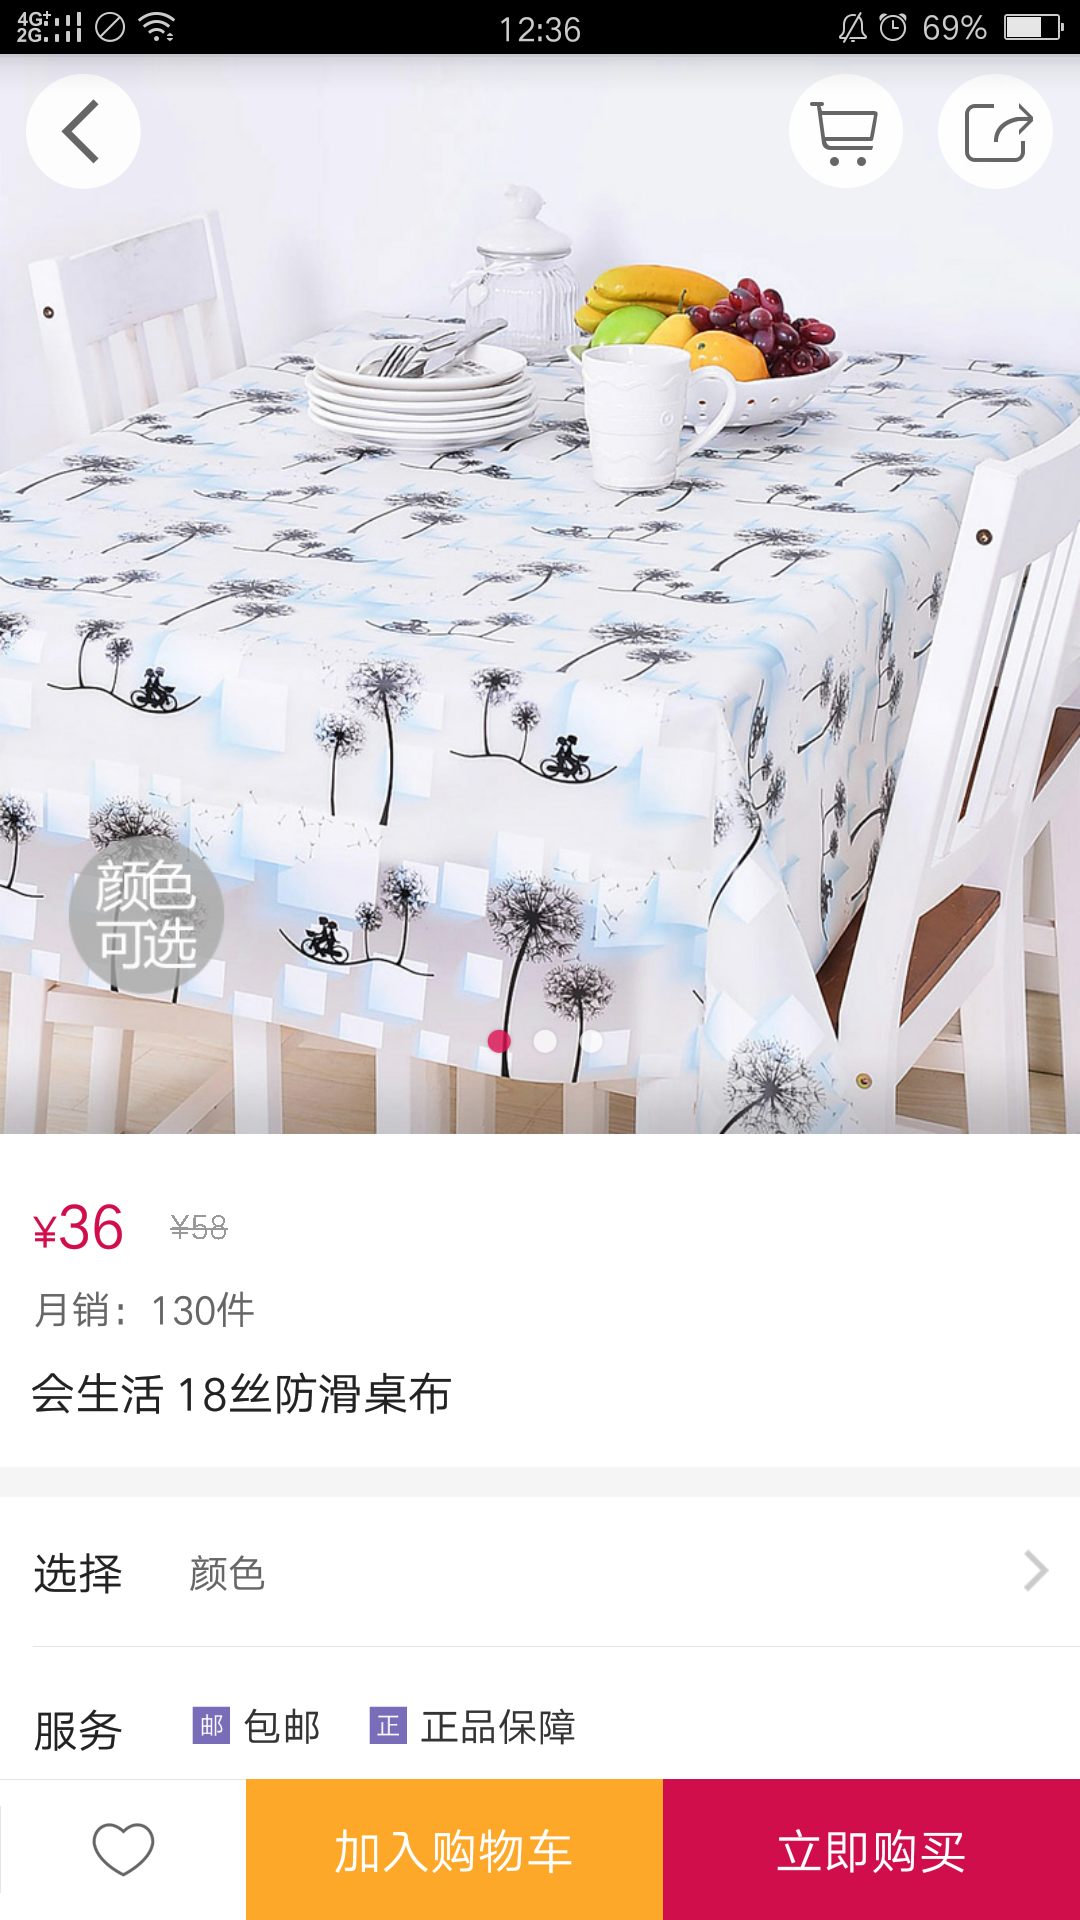 4G+
2G
12:36
69%
颜色
可选
¥36 ¥58
月销：130件
会生活 18丝防滑桌布
选择 颜色
服务 邮 包邮 正 正品保障
加入购物车 立即购买